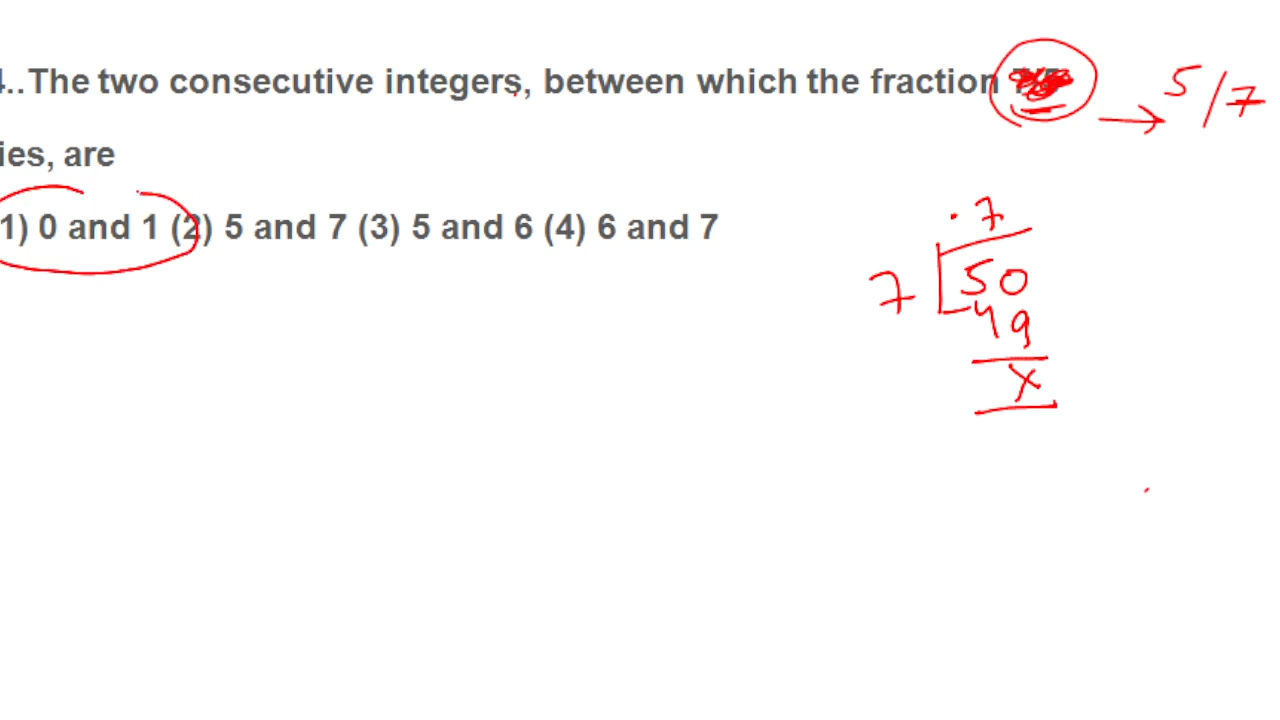 4..The two consecutive integers, between which the fraction → 5/7
ies, are
1) 0 and 1 (2) 5 and 7 (3) 5 and 6 (4) 6 and 7
.7
7 50
49
x